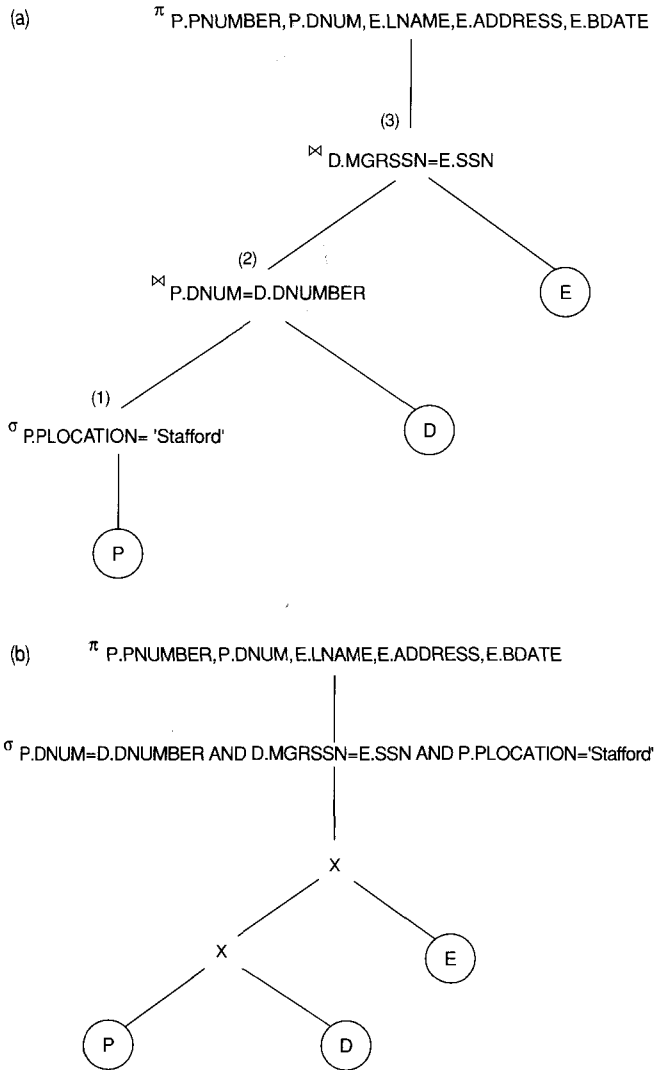 (a)
π P.PNUMBER,P.DNUM,E.LNAME,E.ADDRESS,E.BDATE
(3)
⋈ D.MGRSSN=E.SSN
(2)
⋈ P.DNUM=D.DNUMBER
E
(1)
σ P.PLOCATION= 'Stafford'
D
P
(b)
π P.PNUMBER,P.DNUM,E.LNAME,E.ADDRESS,E.BDATE
σ P.DNUM=D.DNUMBER AND D.MGRSSN=E.SSN AND P.PLOCATION='Stafford'
X
X
E
P
D